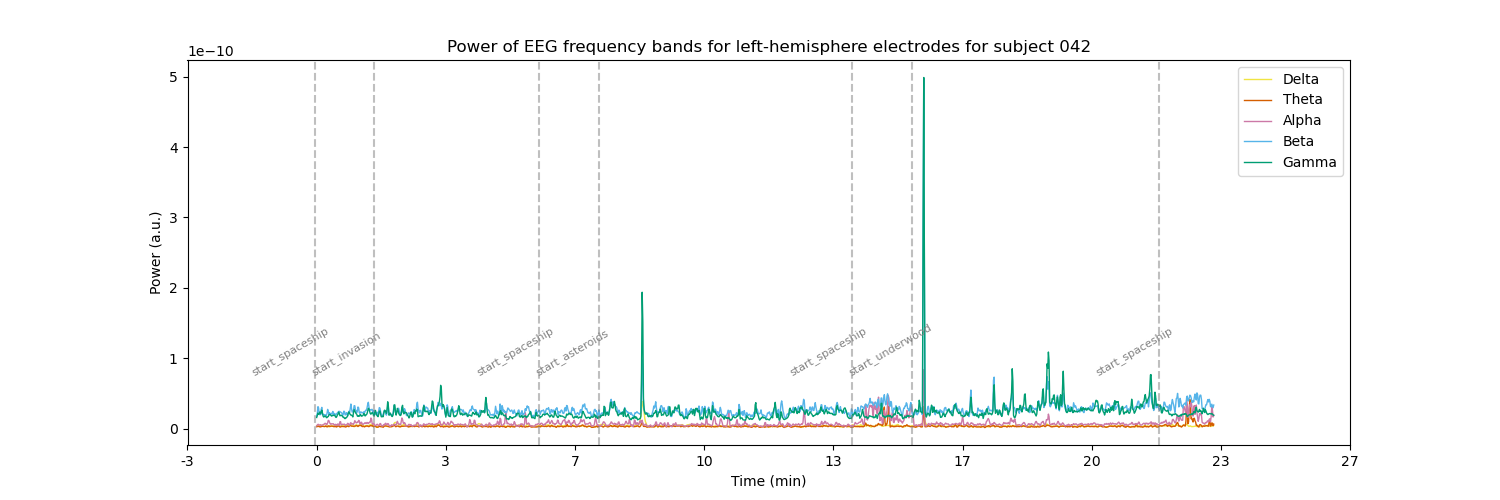 Power of EEG frequency bands for left-hemisphere electrodes for subject 042
1e−10
5
4
3
2
1
0
Power (a.u.)
Delta
Theta
Alpha
Beta
Gamma
start_spaceship
start_invasion
start_spaceship
start_asteroids
start_spaceship
start_underwood
start_spaceship
-3
0
3
7
10
13
17
20
23
27
Time (min)